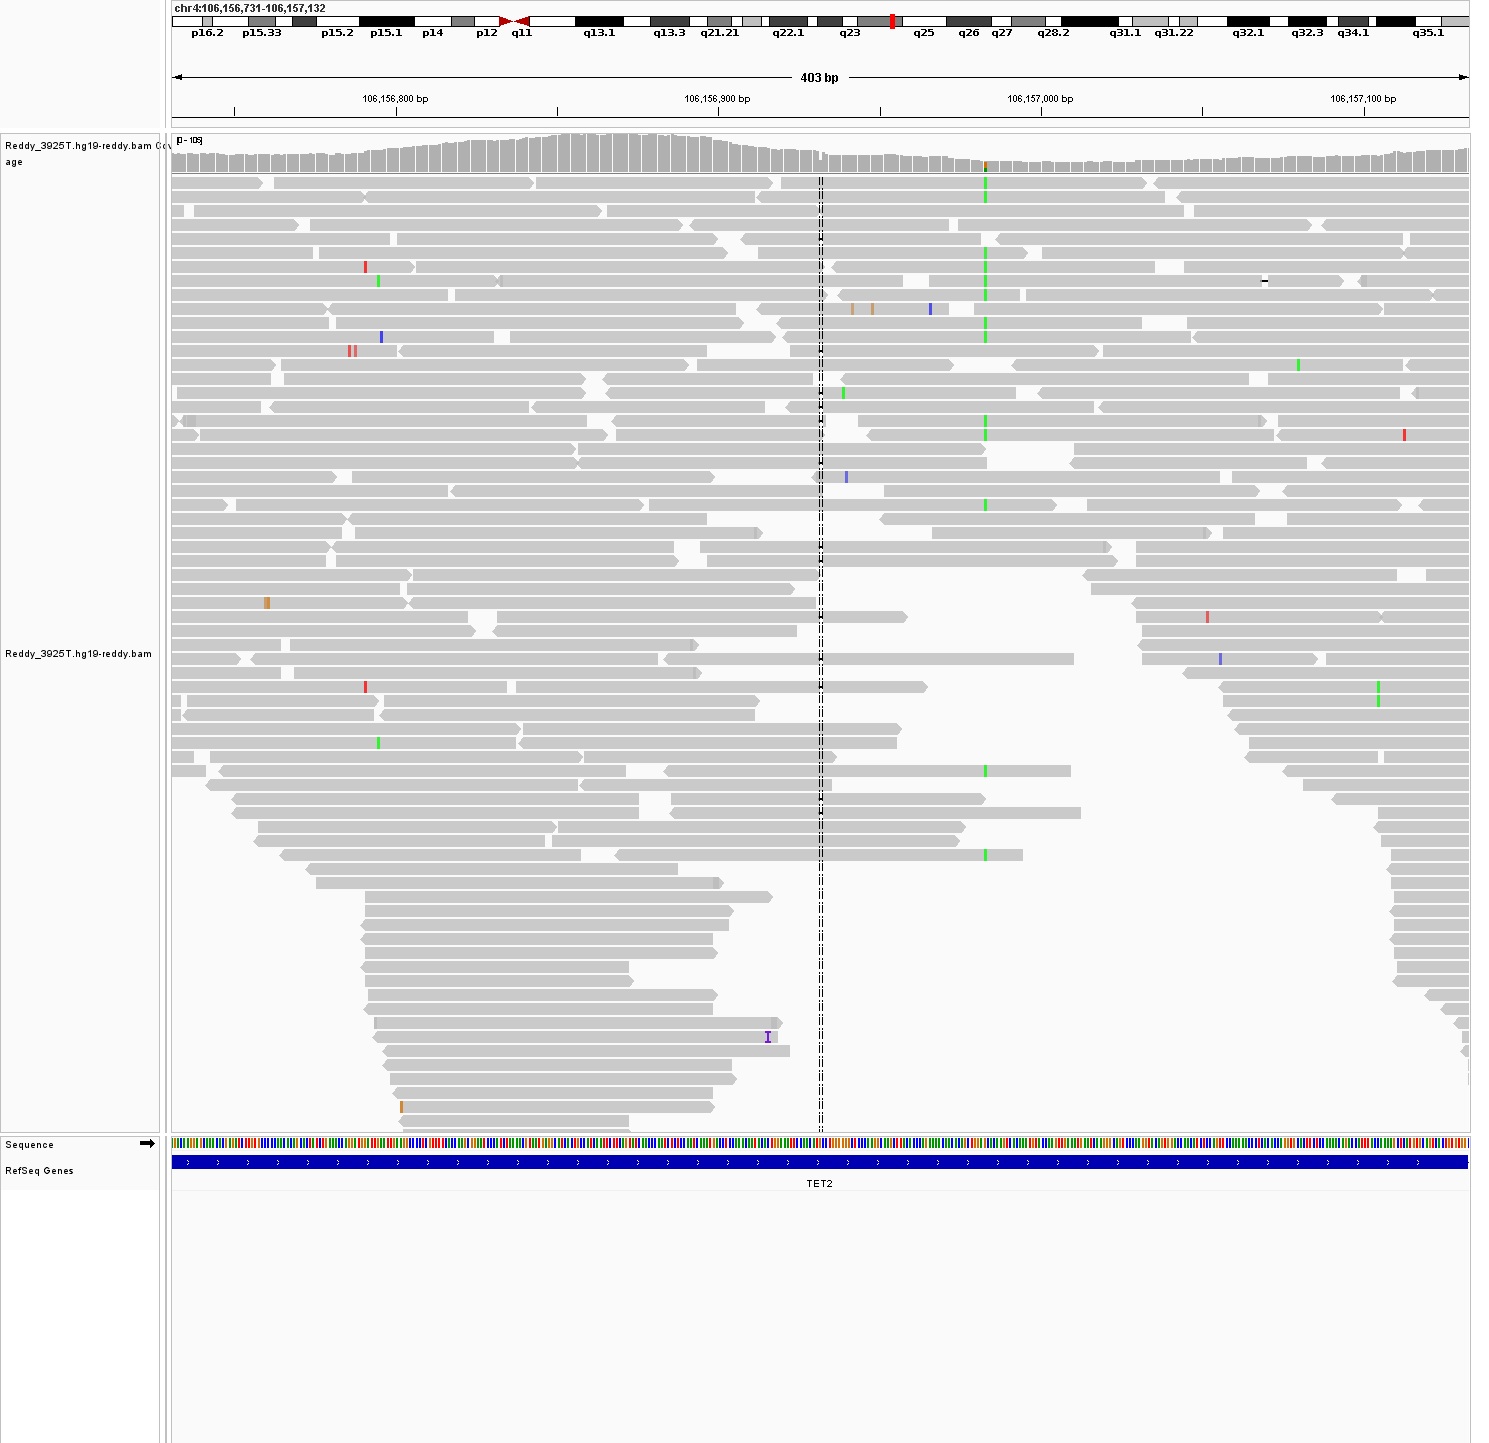 chr4:106,156,731-106,157,132
p16.2 p15.33 p15.2 p15.1 p14 p12 q11 q13.1 q13.3 q21.21 q22.1 q23 q25 q26 q27 q28.2 q31.1 q31.22 q32.1 q32.3 q34.1 q35.1
403 bp
106,156,800 bp 106,156,900 bp 106,157,000 bp 106,157,100 bp
[0 - 106]
Reddy_3925T.hg19-reddy.bam Cov
age
Reddy_3925T.hg19-reddy.bam
Sequence
RefSeq Genes
TET2